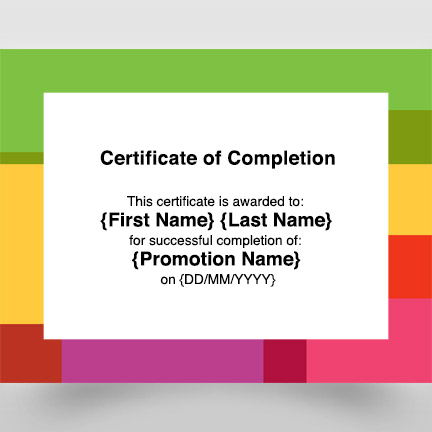 Certificate of Completion
This certificate is awarded to:
{First Name} {Last Name}
for successful completion of:
{Promotion Name}
on {DD/MM/YYYY}